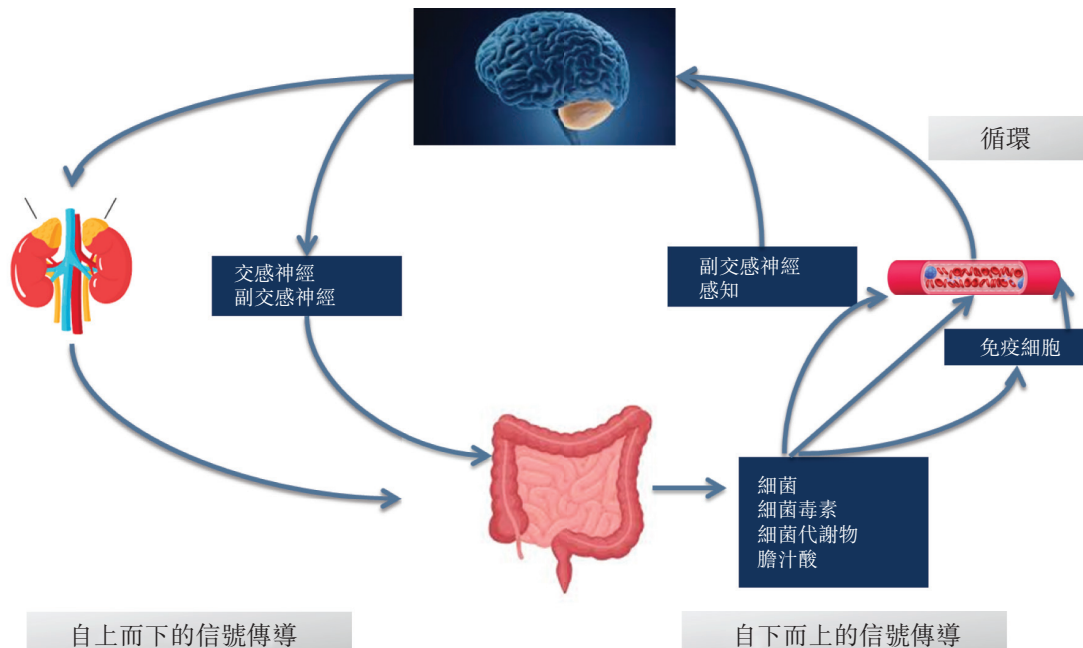 循環
交感神經
副交感神經
副交感神經
感知
免疫細胞
細菌
細菌毒素
細菌代謝物
膽汁酸
自上而下的信號傳導
自下而上的信號傳導